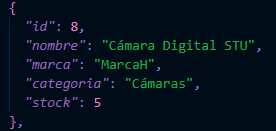 {
"id": 8,
"nombre": "Cámara Digital STU",
"marca": "MarcaH",
"categoria": "Cámaras",
"stock": 5
},